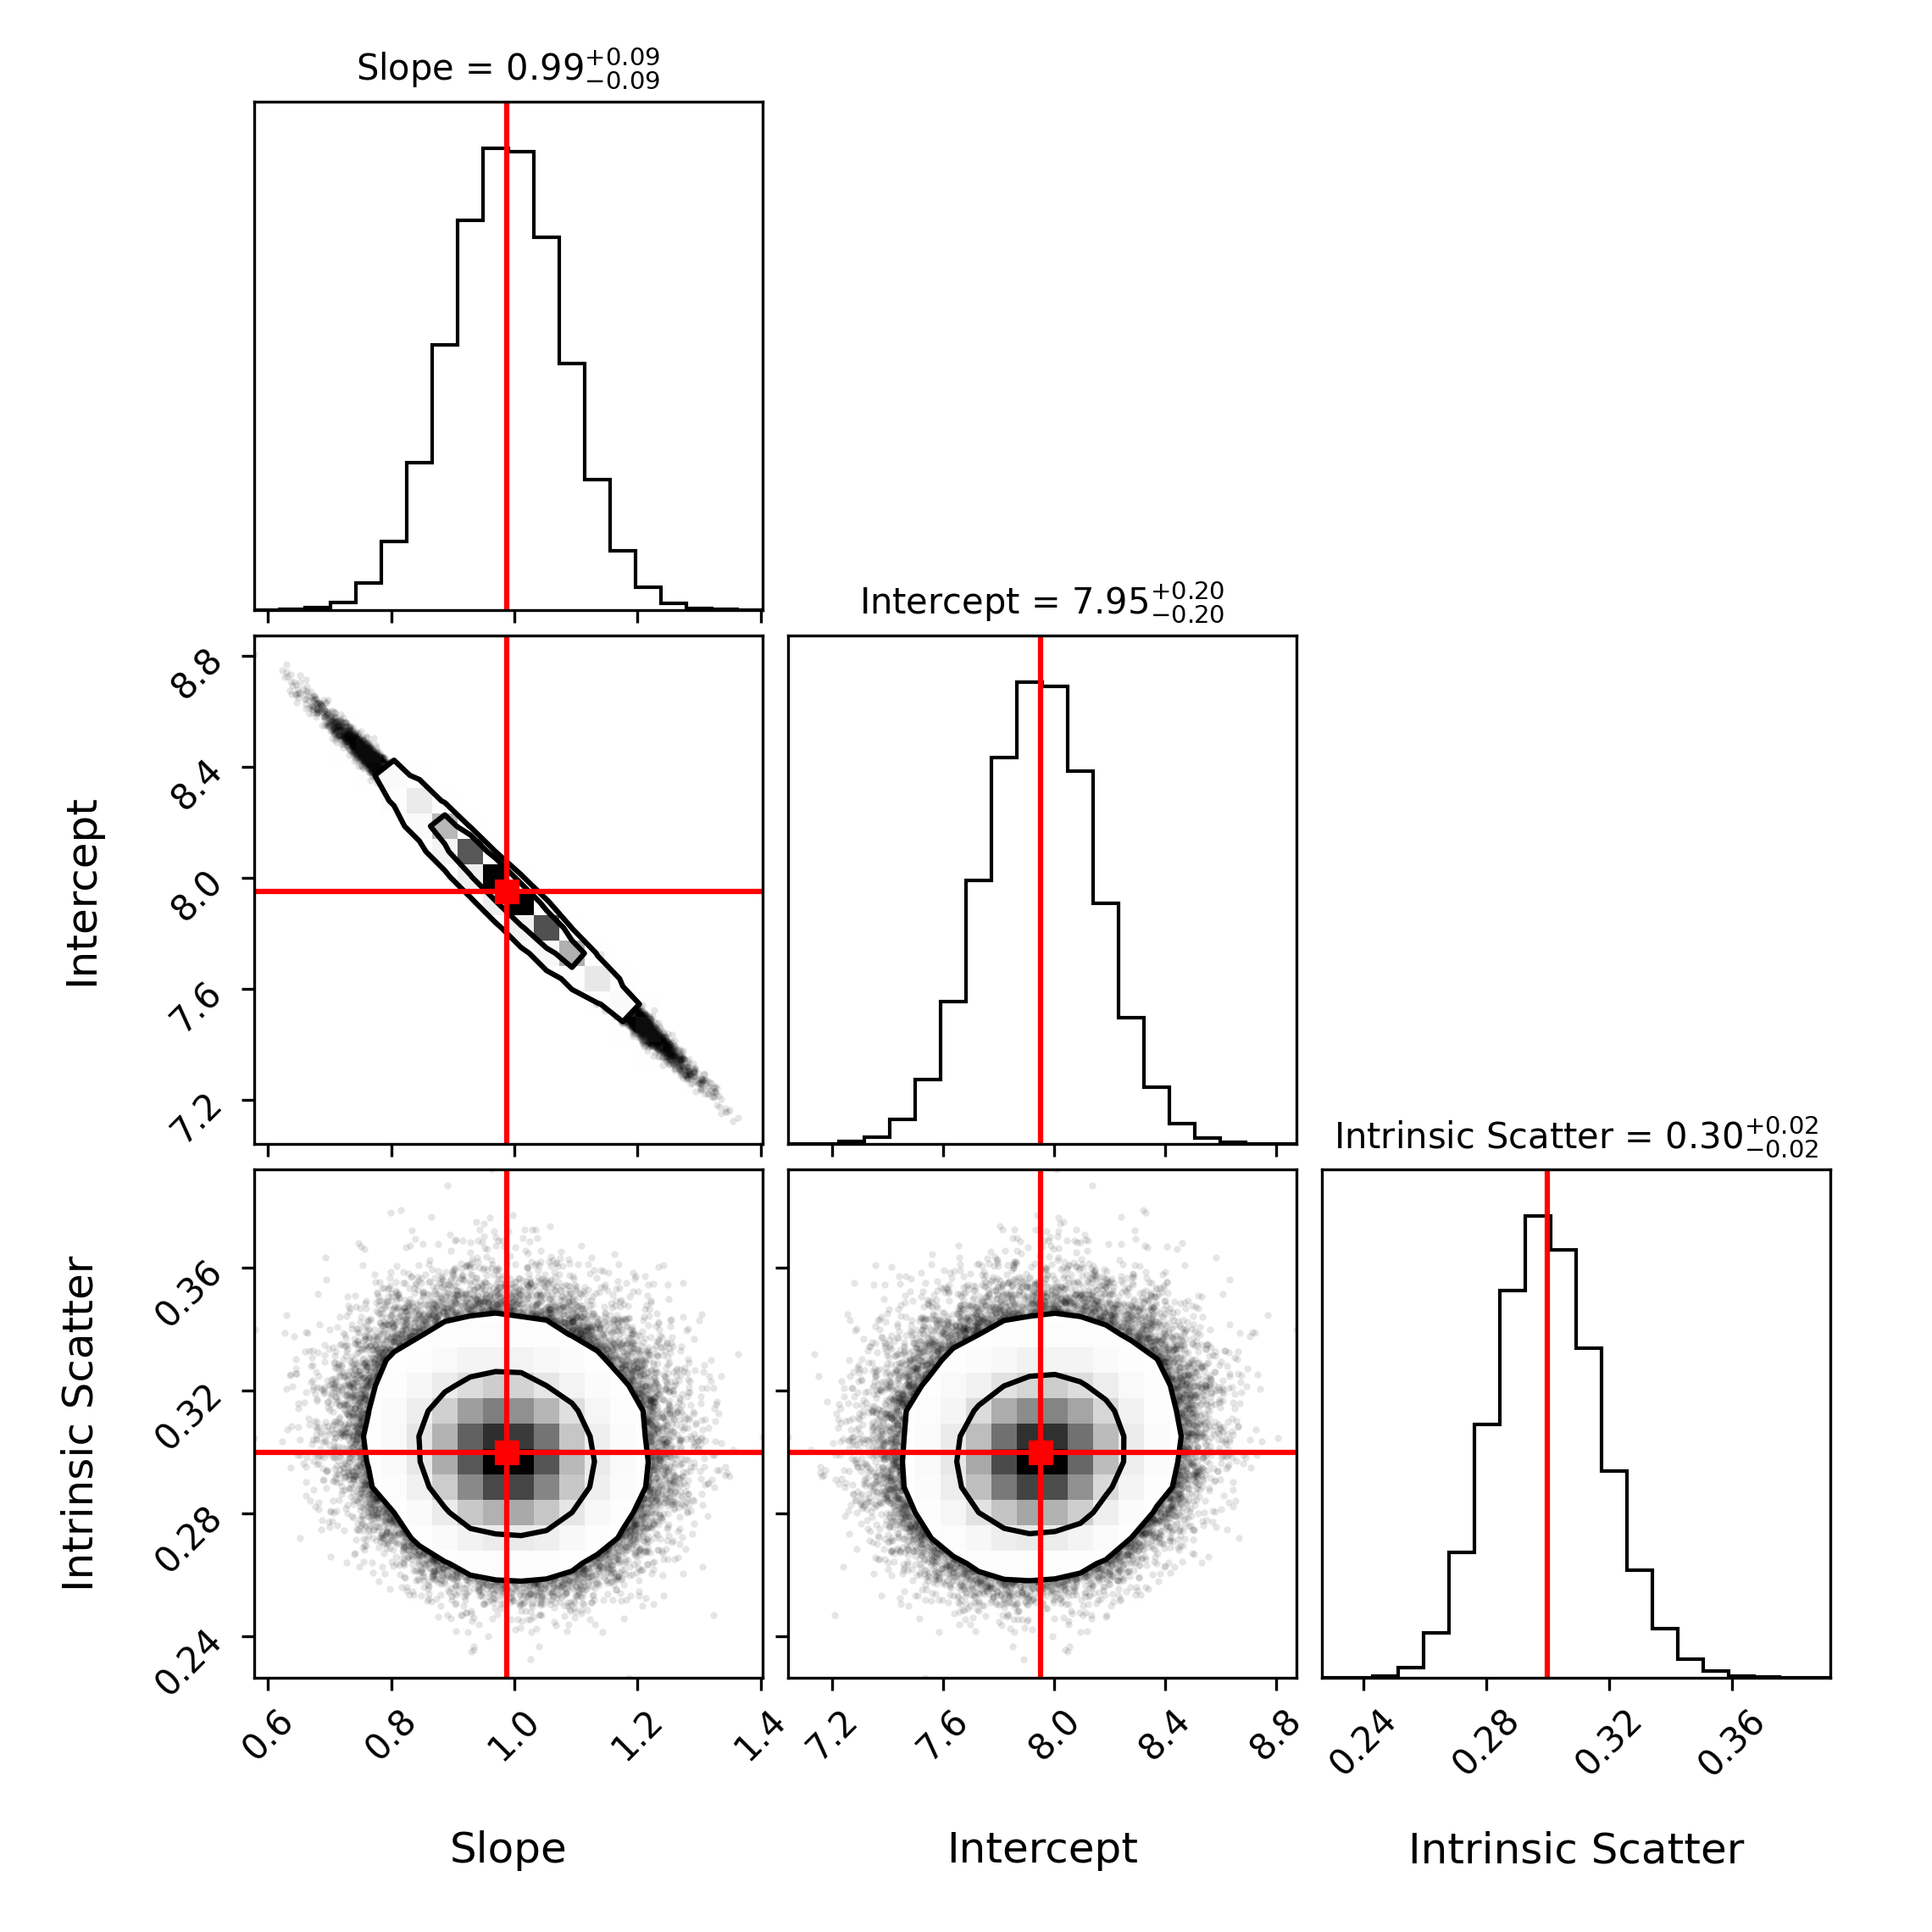 Slope = 0.99 +0.09 −0.09
Intercept = 7.95 +0.20 −0.20
Intercept
8.8
8.4
8.0
7.6
7.2
Intrinsic Scatter = 0.30 +0.02 −0.02
Intrinsic Scatter
0.36
0.32
0.28
0.24
0.6 0.8 1.0 1.2 1.4 7.2 7.6 8.0 8.4 8.8 0.24 0.28 0.32 0.36
Slope Intercept Intrinsic Scatter